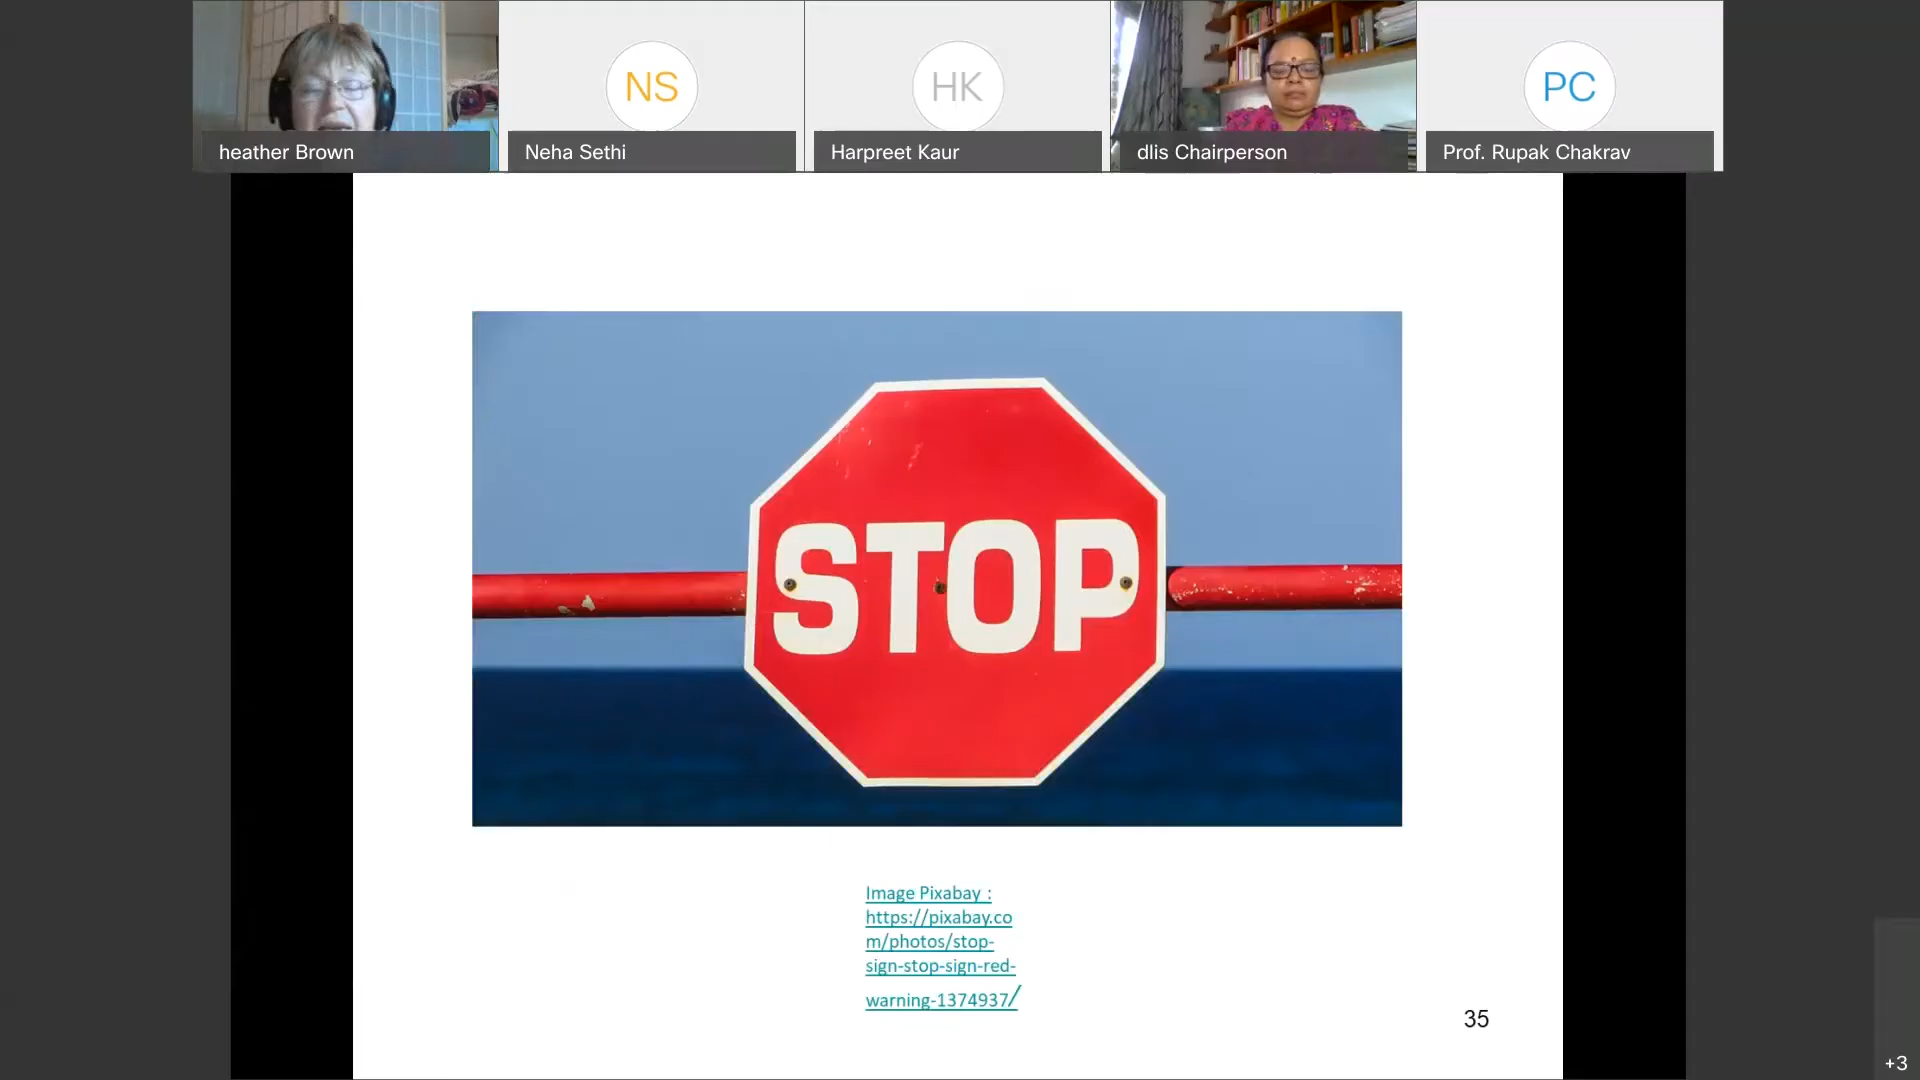 NS
HK
PC
heather Brown
Neha Sethi
Harpreet Kaur
dlis Chairperson
Prof. Rupak Chakrav
STOP
Image Pixabay :
https://pixabay.co
m/photos/stop-
sign-stop-sign-red-
warning-1374937/
35
+3